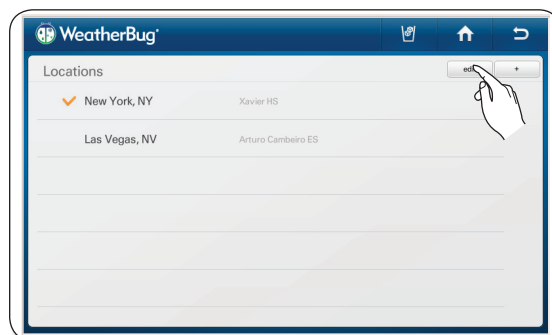 WeatherBug
Locations
+
New York, NY Xavier HS
Las Vegas, NV Arturo Cambeiro ES